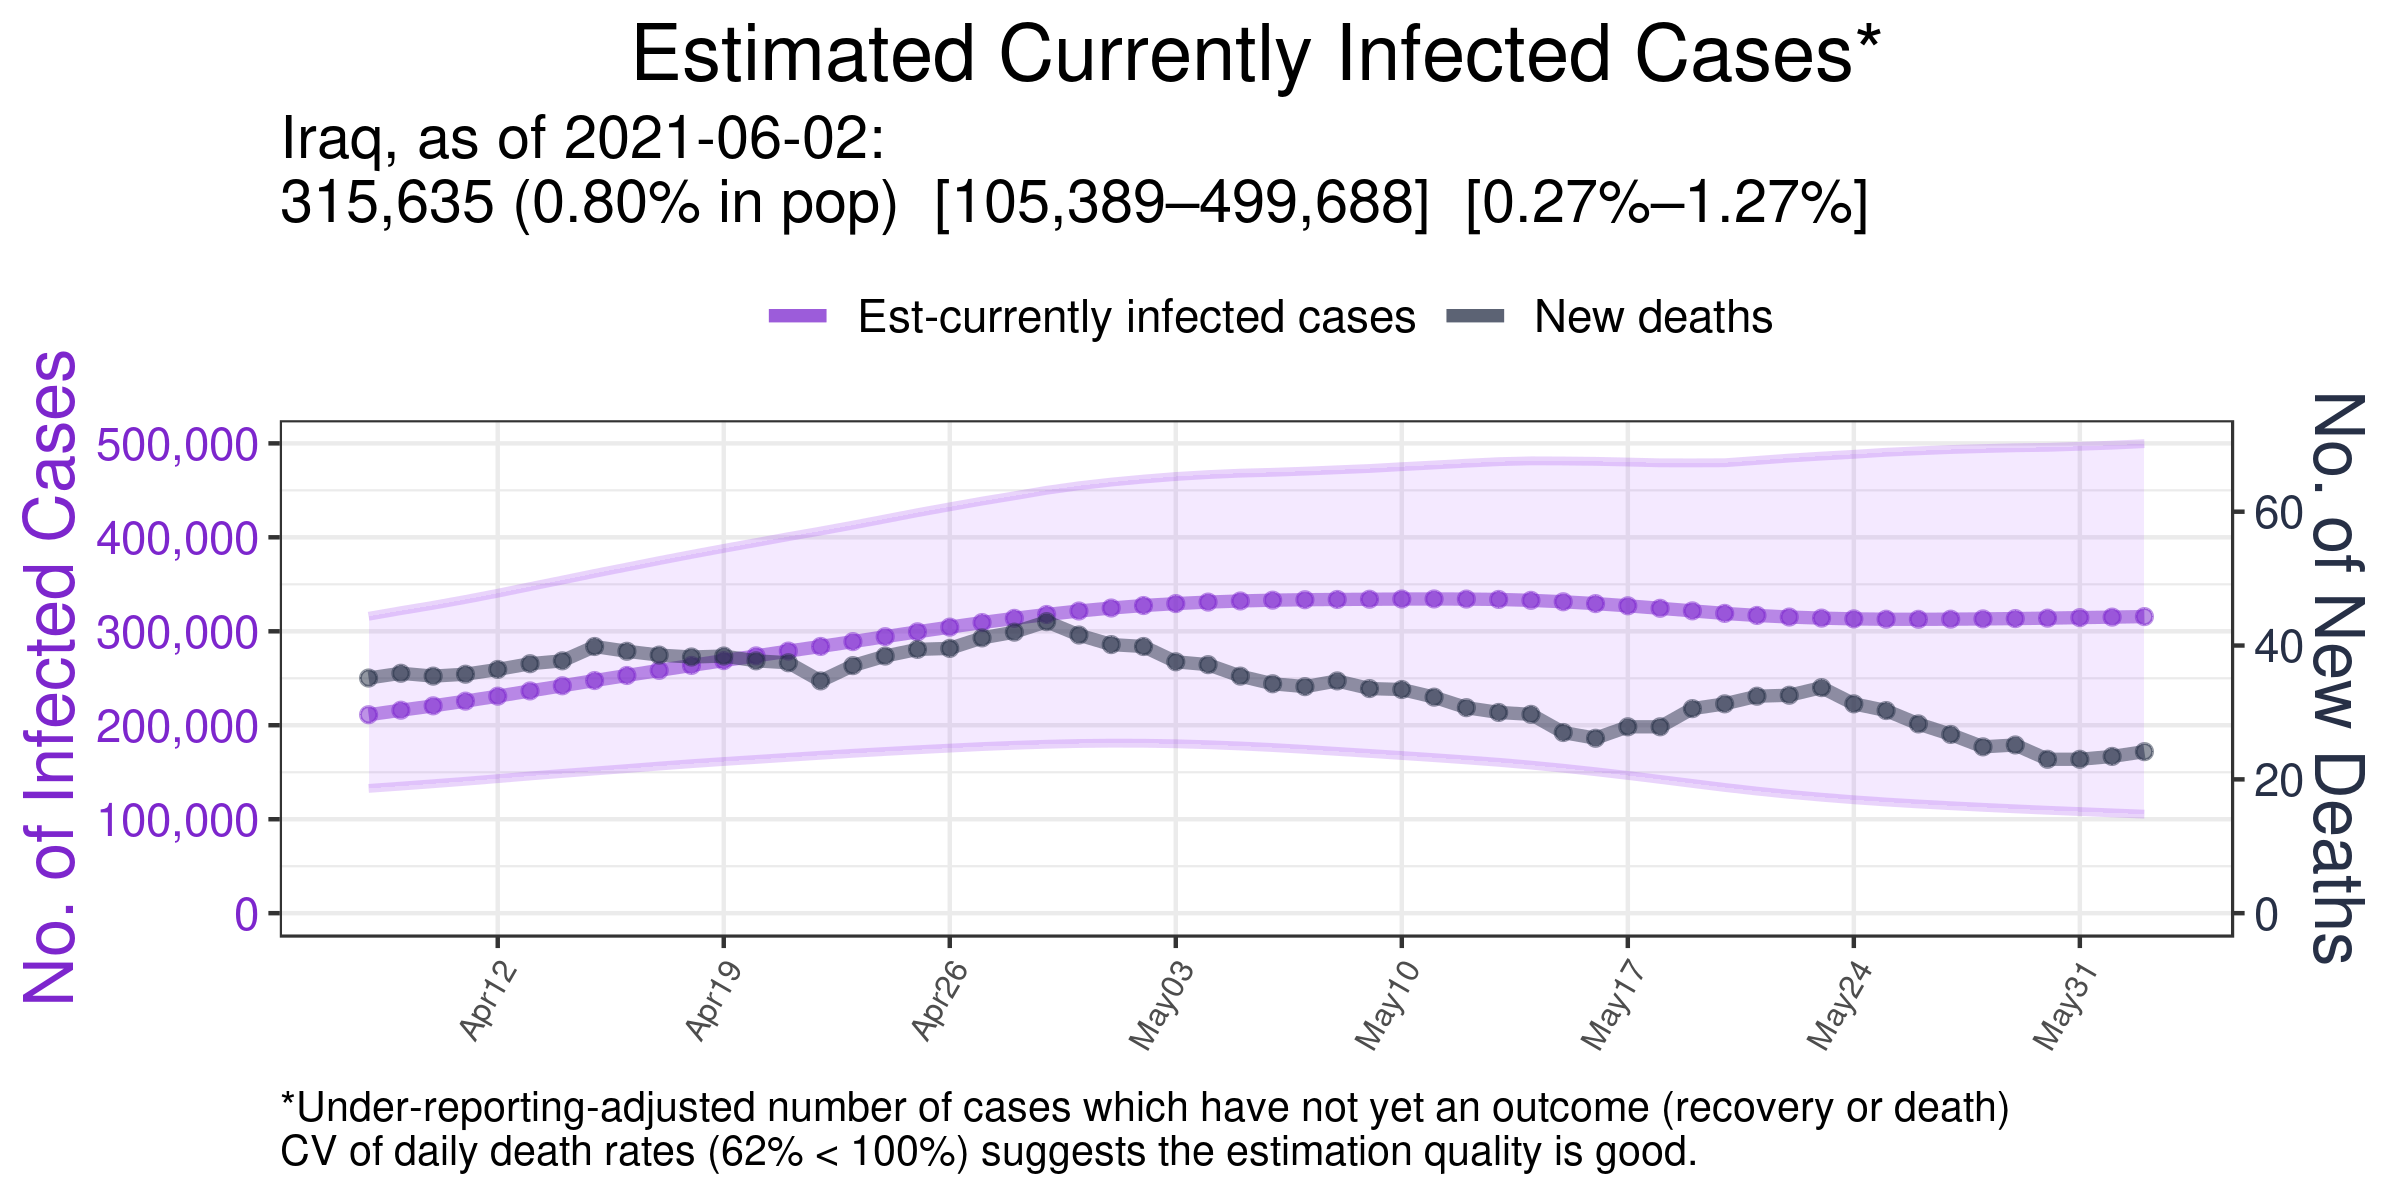 Estimated Currently Infected Cases*
Iraq, as of 2021-06-02:
315,635 (0.80% in pop)  [105,389–499,688]  [0.27%–1.27%]
Est-currently infected cases
New deaths
No. of Infected Cases
500,000
400,000
300,000
200,000
100,000
0
No. of New Deaths
60
40
20
0
Apr12
Apr19
Apr26
May03
May10
May17
May24
May31
*Under-reporting-adjusted number of cases which have not yet an outcome (recovery or death)
CV of daily death rates (62% < 100%) suggests the estimation quality is good.